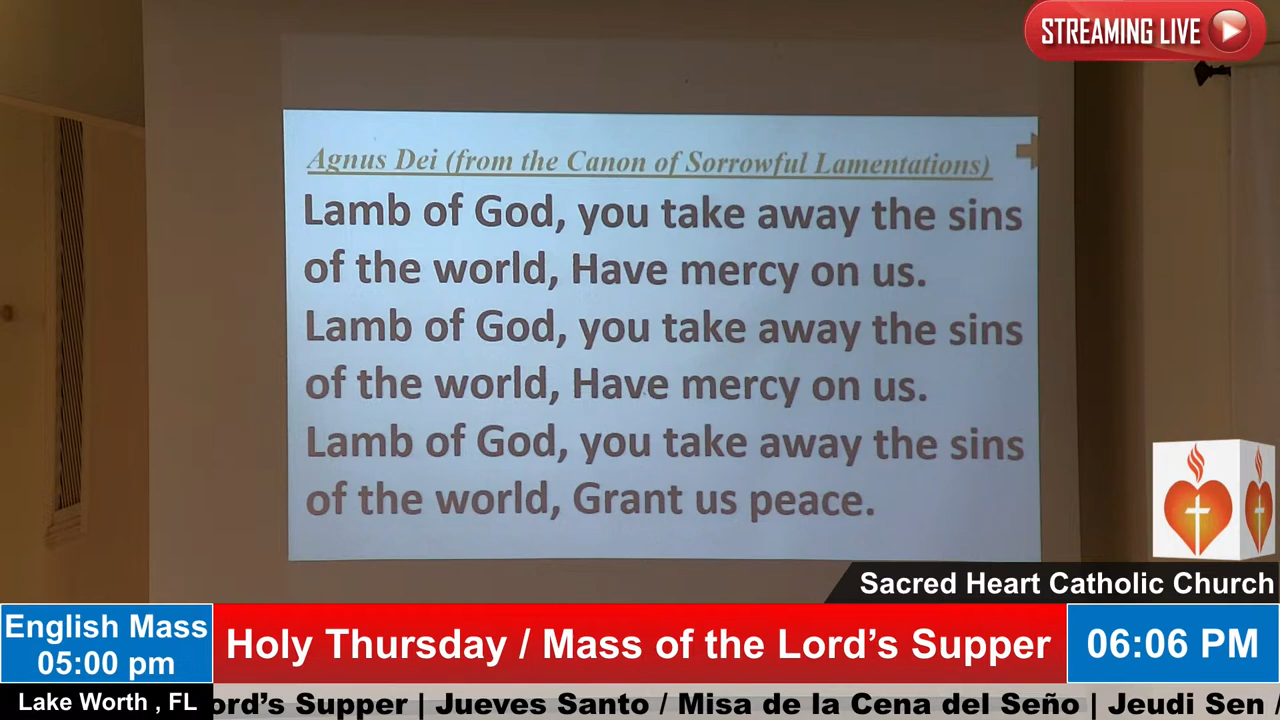 STREAMING LIVE
Agnus Dei (from the Canon of Sorrowful Lamentations)
Lamb of God, you take away the sins
of the world, Have mercy on us.
Lamb of God, you take away the sins
of the world, Have mercy on us.
Lamb of God, you take away the sins
of the world, Grant us peace.
Sacred Heart Catholic Church
English Mass
05:00 pm
Holy Thursday / Mass of the Lord’s Supper
06:06 PM
Lake Worth , FL
ord’s Supper | Jueves Santo / Misa de la Cena del Seño | Jeudi Sen /